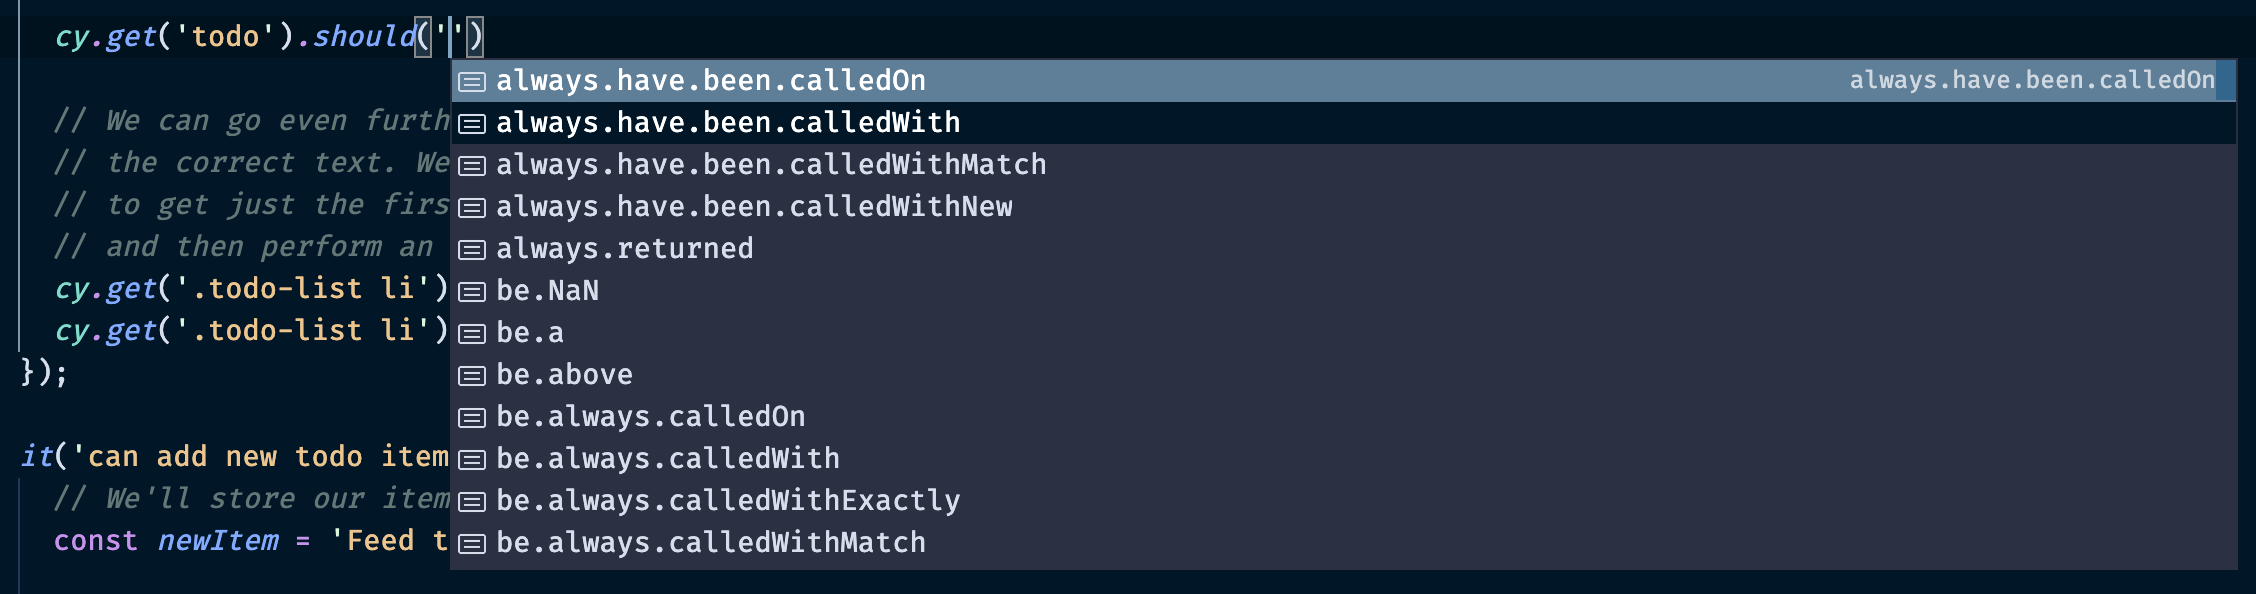 cy.get('todo').should('')
always.have.been.calledOn always.have.been.calledOn
// We can go even furth always.have.been.calledWith
// the correct text. We always.have.been.calledWithMatch
// to get just the firs always.have.been.calledWithNew
// and then perform an always.returned
cy.get('.todo-list li') be.NaN
cy.get('.todo-list li') be.a
}); be.above
be.always.calledOn
it('can add new todo item be.always.calledWith
// We'll store our item be.always.calledWithExactly
const newItem = 'Feed t be.always.calledWithMatch